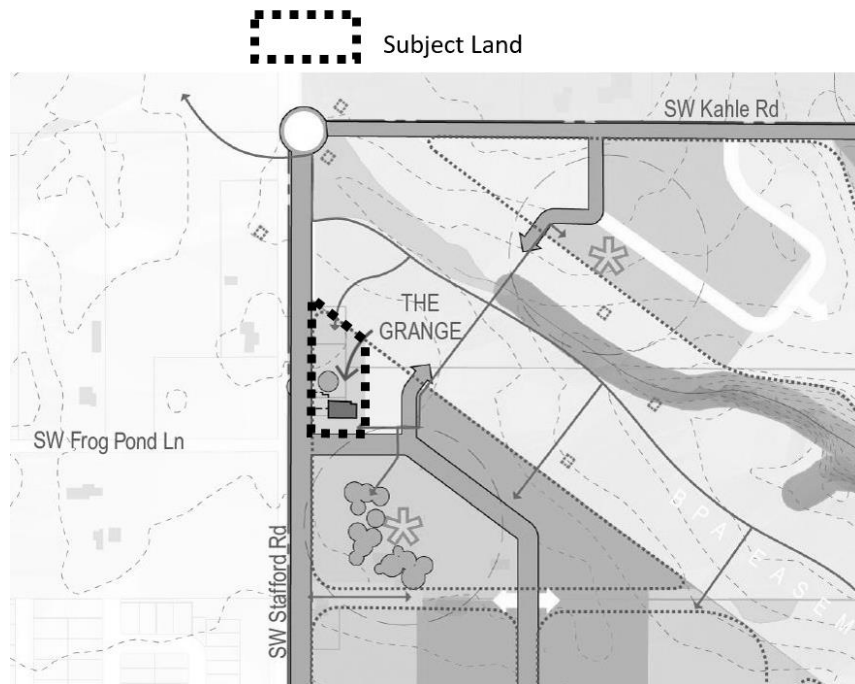 Subject Land
SW Kahle Rd
THE
GRANGE
SW Frog Pond Ln
SW Stafford Rd
BPA EASEM